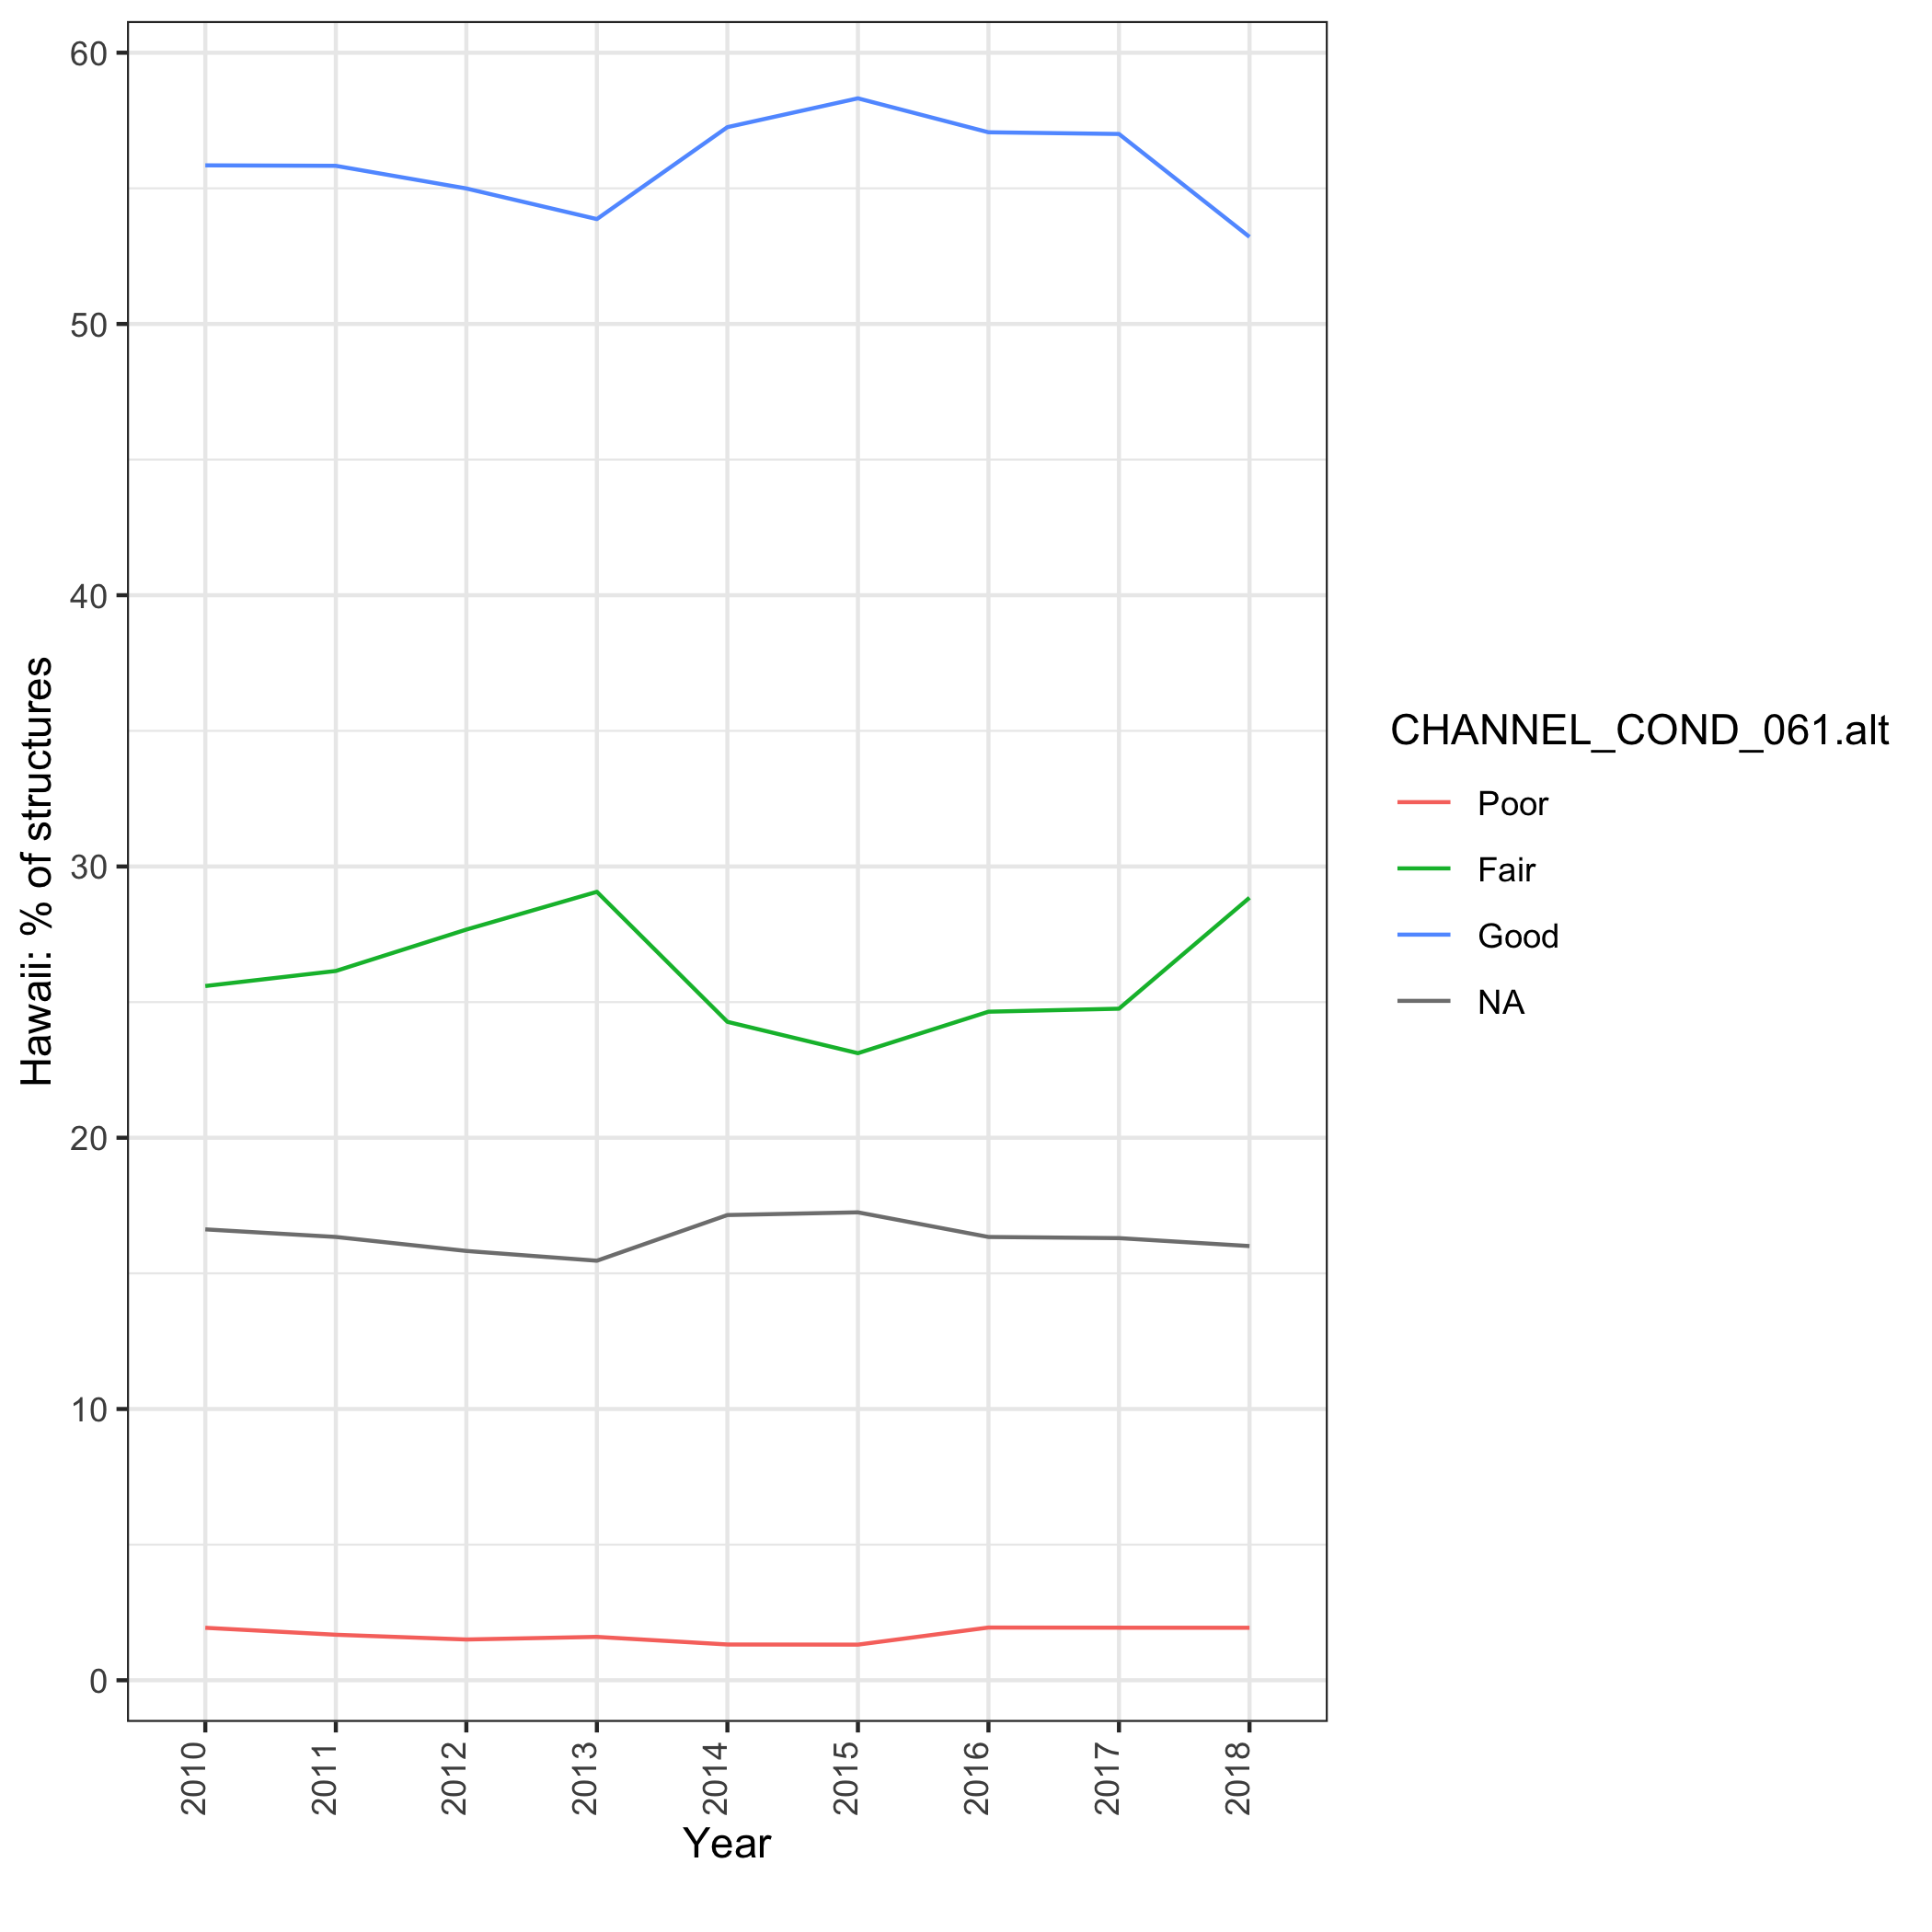 Hawaii: % of structures
60
50
40
30
20
10
0
2010
2011
2012
2013
2014
2015
2016
2017
2018
Year
CHANNEL_COND_061.alt
Poor
Fair
Good
NA